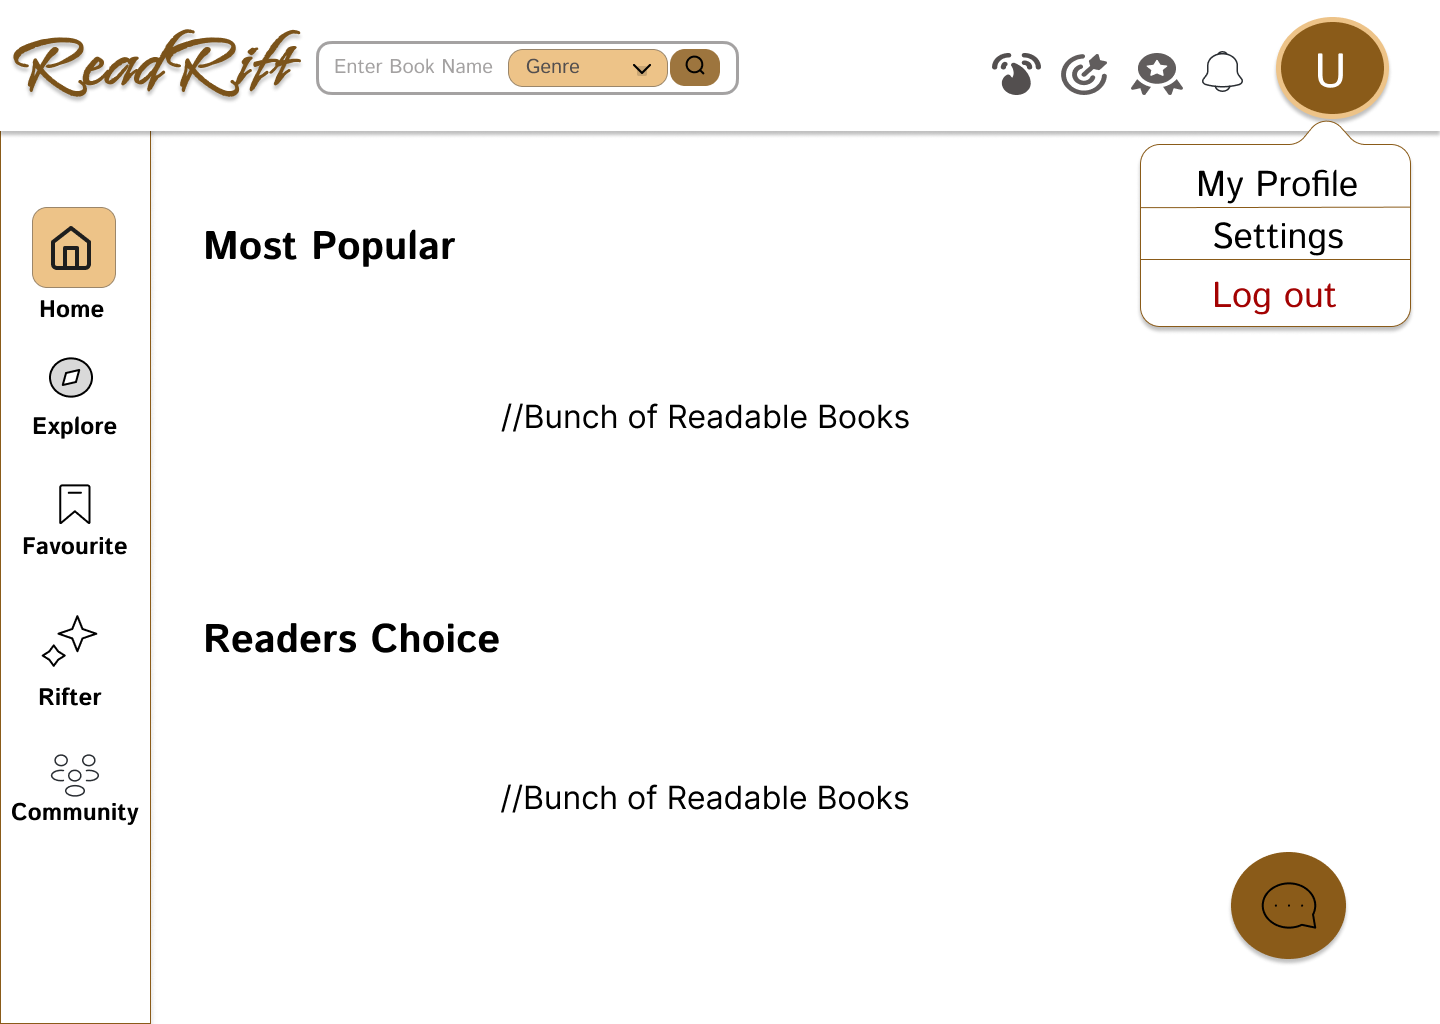 ReadRift
Enter Book Name
Genre
U
My Profile
Settings
Log out
Home
Explore
Favourite
Rifter
Community
Most Popular
//Bunch of Readable Books
Readers Choice
//Bunch of Readable Books